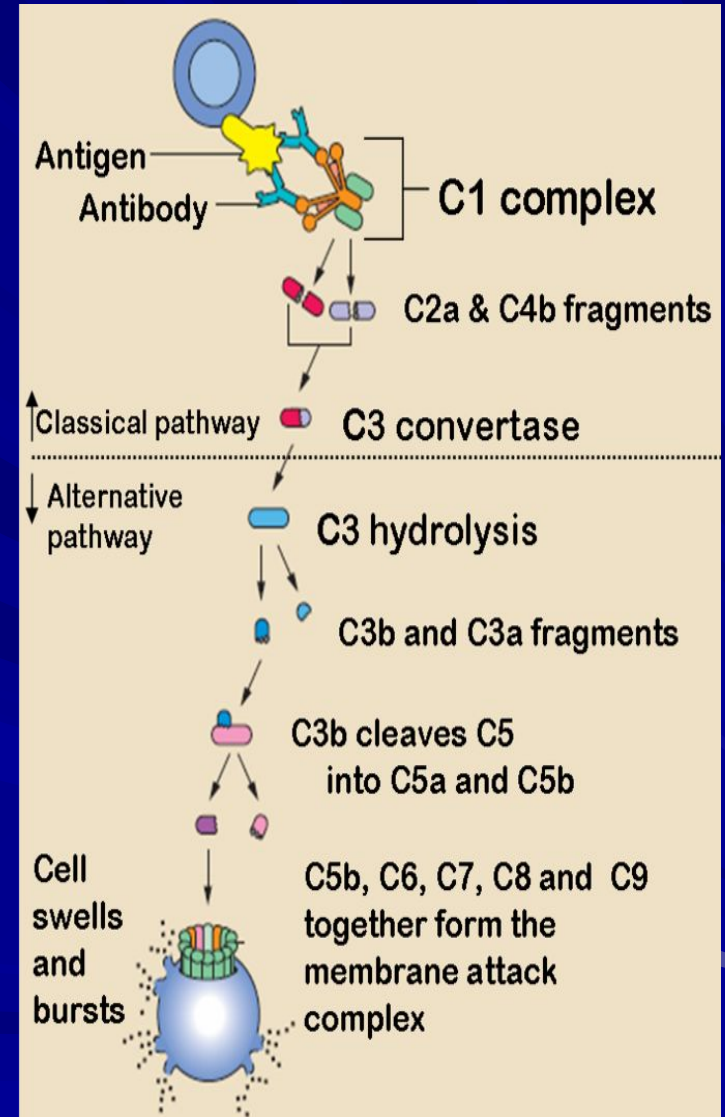 Antigen
Antibody
C1 complex
C2a & C4b fragments
Classical pathway
C3 convertase
Alternative
pathway
C3 hydrolysis
C3b and C3a fragments
C3b cleaves C5
into C5a and C5b
Cell
swells
and
bursts
C5b, C6, C7, C8 and C9
together form the
membrane attack
complex